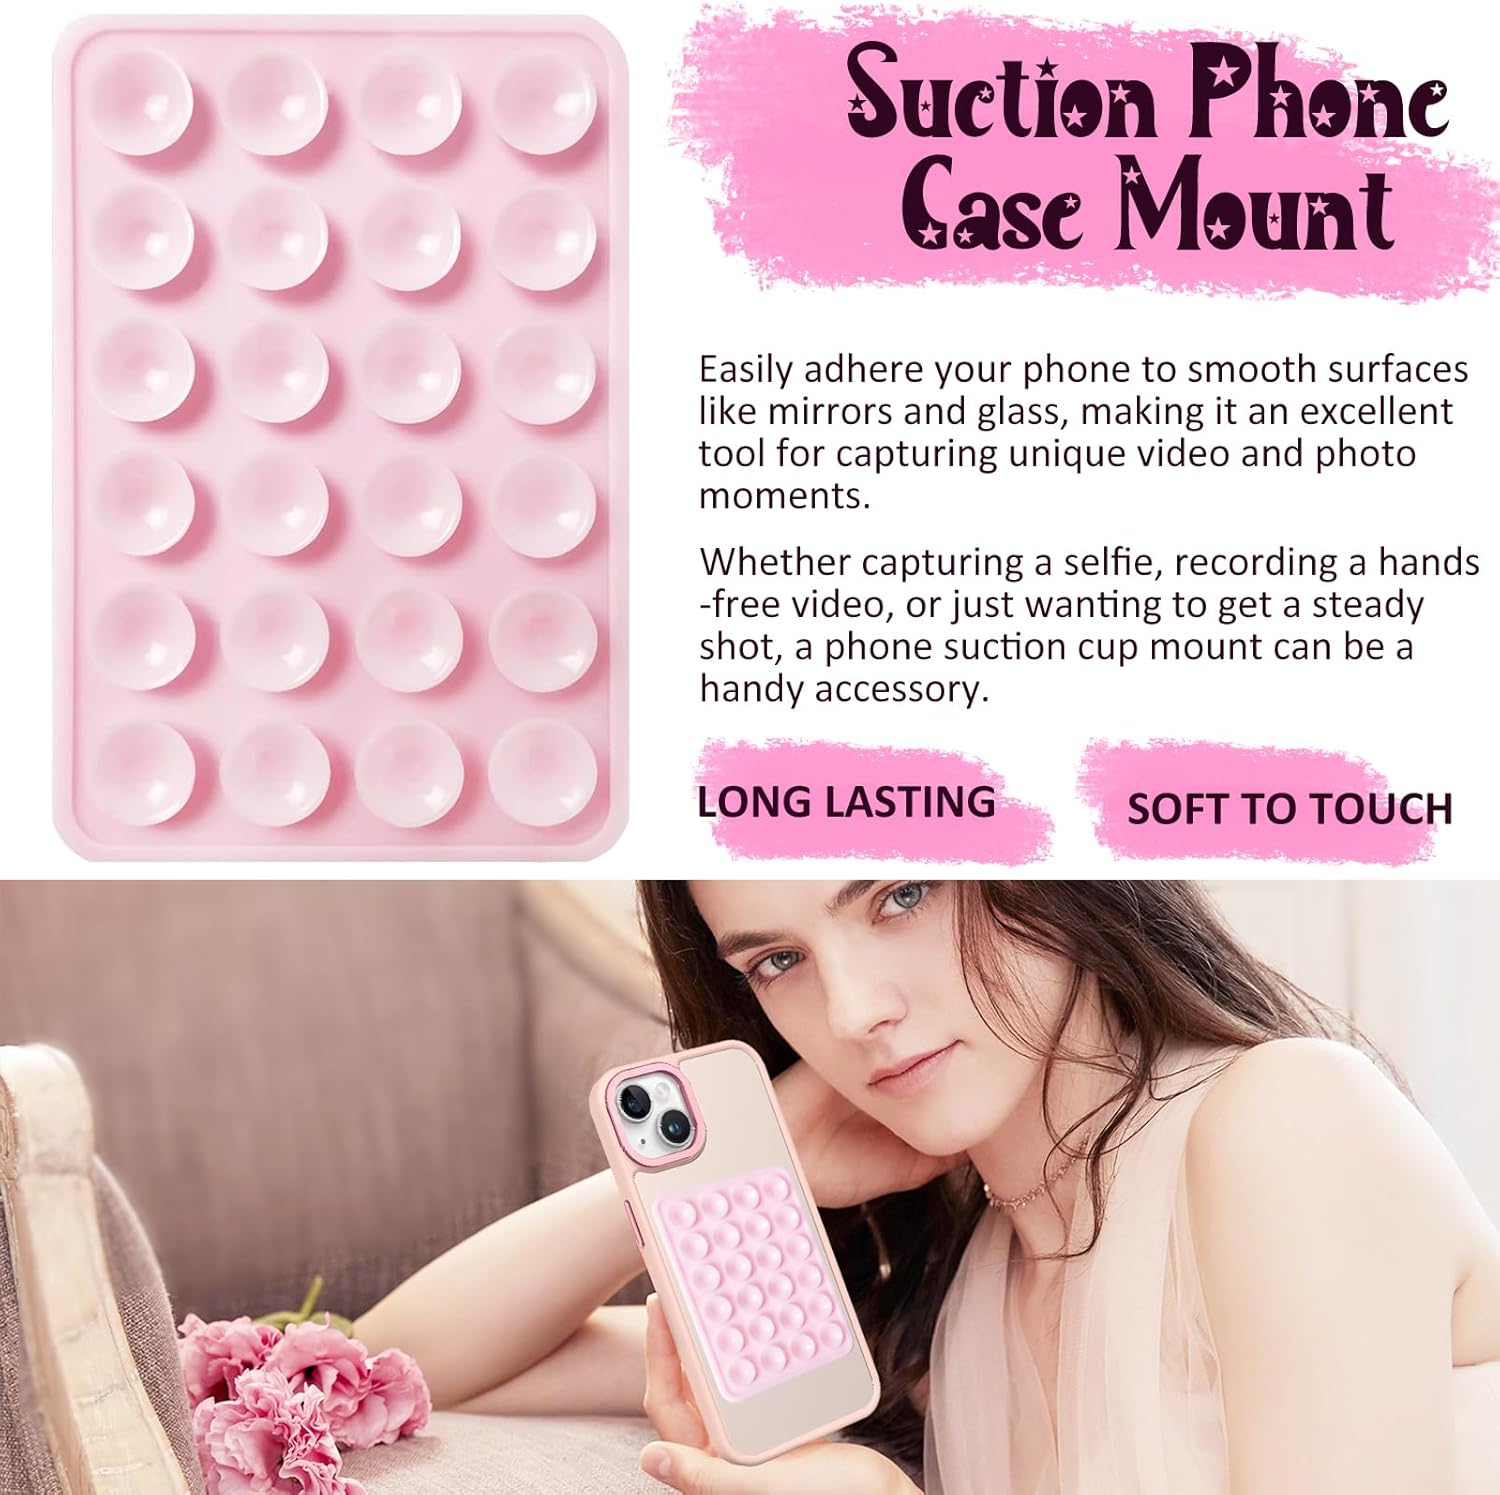 Suction Phone
Case Mount
Easily adhere your phone to smooth surfaces
like mirrors and glass, making it an excellent
tool for capturing unique video and photo
moments.
Whether capturing a selfie, recording a hands
-free video, or just wanting to get a steady
shot, a phone suction cup mount can be a
handy accessory.
LONG LASTING
SOFT TO TOUCH